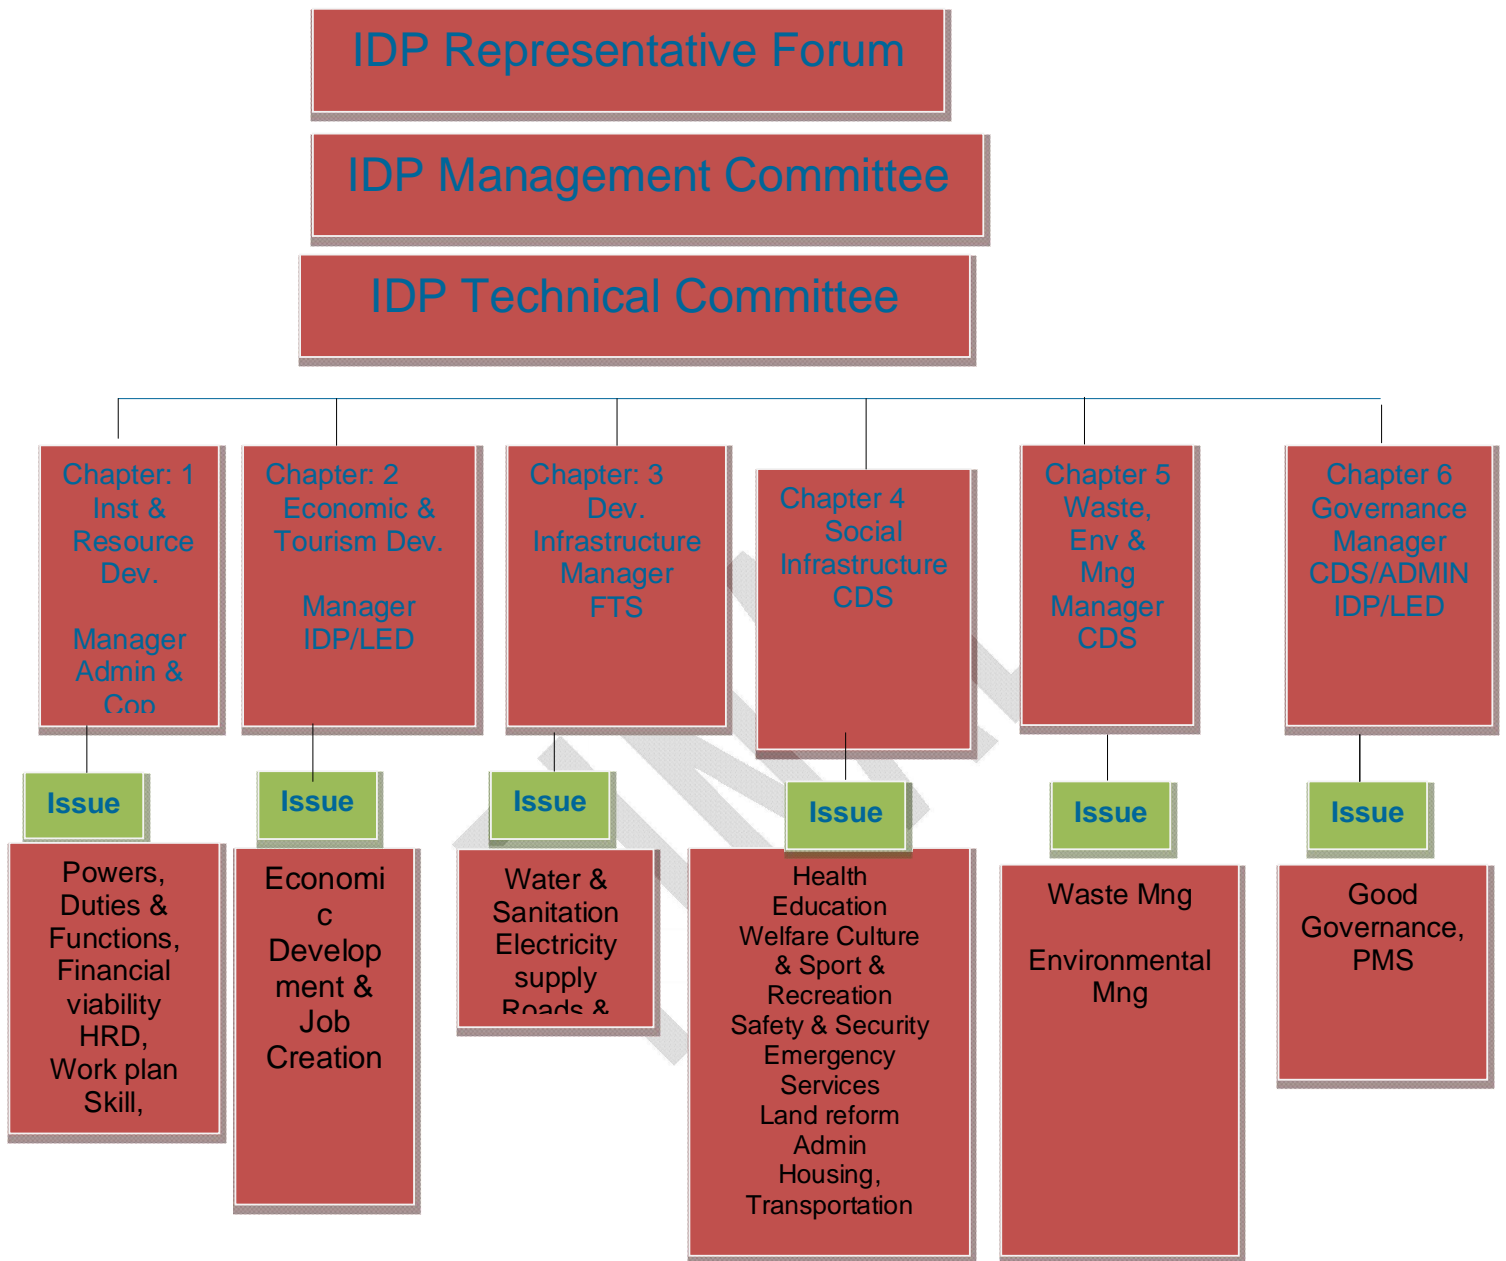 IDP Representative Forum
IDP Management Committee
IDP Technical Committee
Chapter: 1
Inst &
Resource
Dev.
Manager
Admin &
Cop
Chapter: 2
Economic &
Tourism Dev.
Manager
IDP/LED
Chapter: 3
Dev.
Infrastructure
Manager
FTS
Chapter 4
Social
Infrastructure
CDS
Chapter 5
Waste,
Env &
Mng
Manager
CDS
Chapter 6
Governance
Manager
CDS/ADMIN
IDP/LED
Issue
Issue
Issue
Issue
Issue
Issue
Powers,
Duties &
Functions,
Financial
viability
HRD,
Work plan
Skill,
Economi
c
Develop
ment &
Job
Creation
Water &
Sanitation
Electricity
supply
Roads &
Health
Education
Welfare Culture
& Sport &
Recreation
Safety & Security
Emergency
Services
Land reform
Admin
Housing,
Transportation
Waste Mng
Environmental
Mng
Good
Governance,
PMS